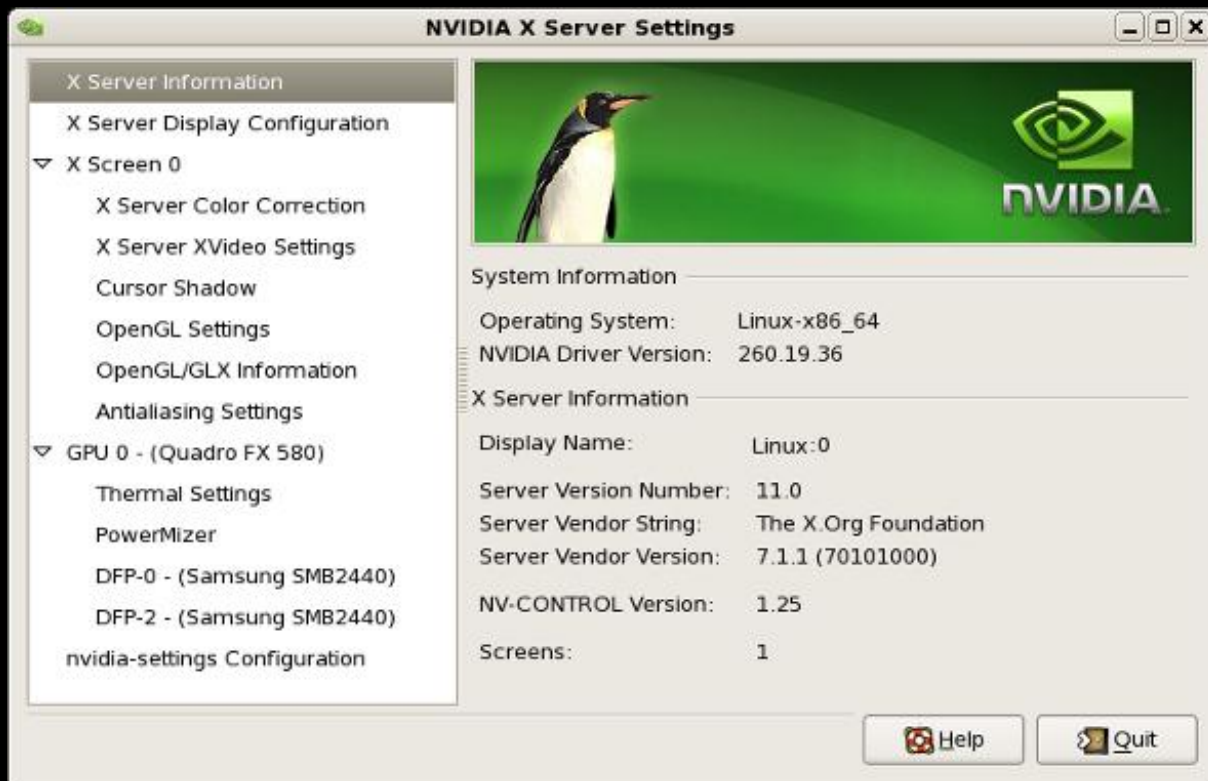 NVIDIA X Server Settings
X Server Information
X Server Display Configuration
X Screen 0
X Server Color Correction
X Server XVideo Settings
Cursor Shadow
OpenGL Settings
OpenGL/GLX Information
Antialiasing Settings
GPU 0 - (Quadro FX 580)
Thermal Settings
PowerMizer
DFP-0 - (Samsung SMB2440)
DFP-2 - (Samsung SMB2440)
nvidia-settings Configuration
NVIDIA
System Information
Operating System: Linux-x86_64
NVIDIA Driver Version: 260.19.36
X Server Information
Display Name: Linux:0
Server Version Number: 11.0
Server Vendor String: The X.Org Foundation
Server Vendor Version: 7.1.1 (70101000)
NV-CONTROL Version: 1.25
Screens: 1
Help
Quit